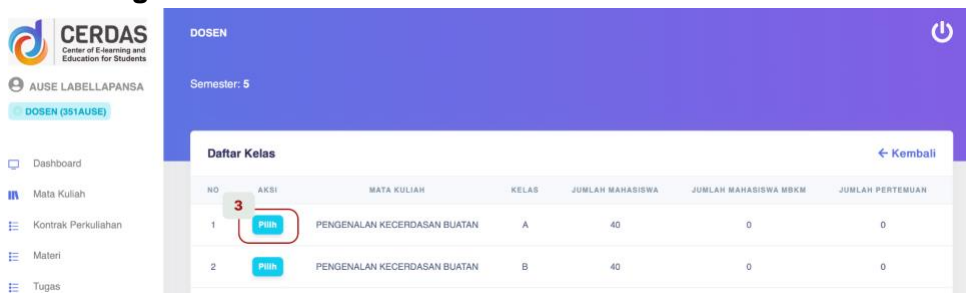 CERDAS
Center of E-learning and
Education for Students
AUSE LABELLAPANSA
DOSEN (351AUSE)
Dashboard
Mata Kuliah
Kontrak Perkuliahan
Materi
Tugas
DOSEN
Semester: 5
Daftar Kelas
← Kembali
NO AKSI MATA KULIAH KELAS JUMLAH MAHASISWA JUMLAH MAHASISWA MBKM JUMLAH PERTEMUAN
3
1 Pilih PENGENALAN KECERDASAN BUATAN A 40 0 0
2 Pilih PENGENALAN KECERDASAN BUATAN B 40 0 0